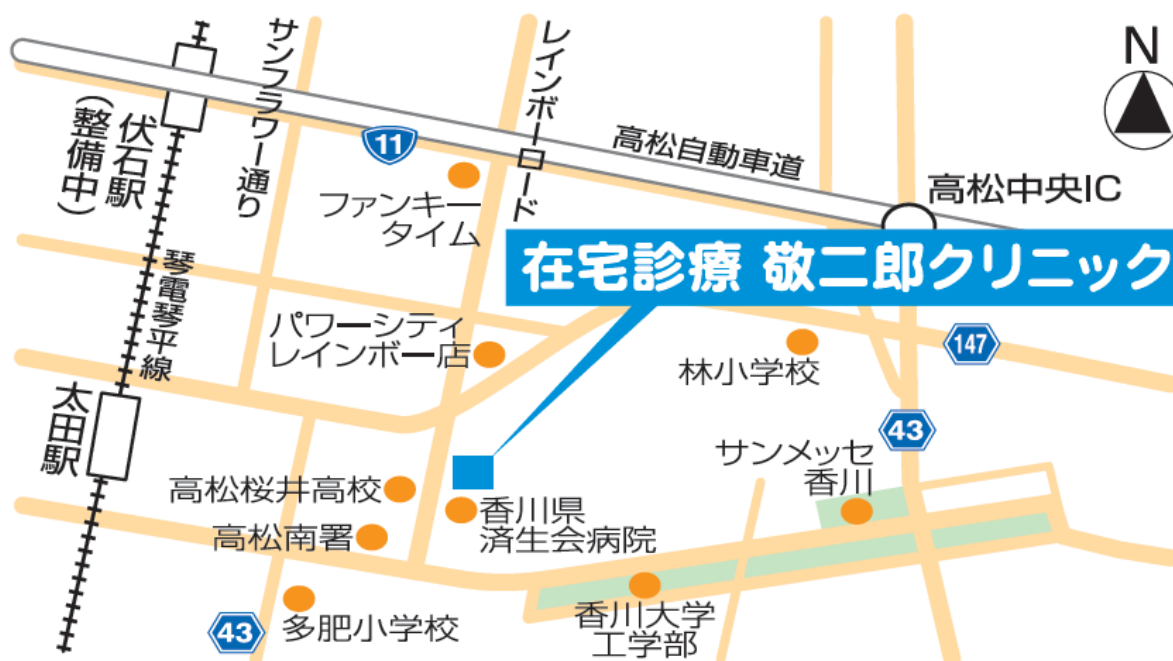 サンフラワー通り
レインボーロード
N
伏石駅
(整備中)
11
高松自動車道
高松中央IC
ファンキー
タイム
在宅診療 敬二郎クリニック
琴電琴平線
パワーシティ
レインボー店
林小学校
147
太田駅
43
サンメッセ
香川
高松桜井高校
香川県
済生会病院
高松南署
香川大学
工学部
多肥小学校
43